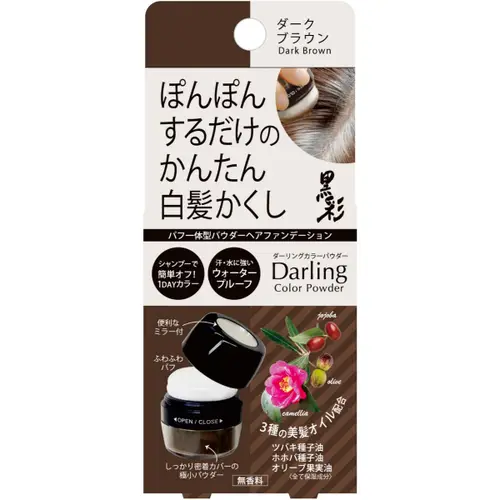 ダーク
ブラウン
Dark Brown
ぽんぽん
するだけの
かんたん
白髪かくし
黒彩
パフ一体型パウダーヘアファンデーション
シャンプーで
簡単オフ!
1DAYカラー
汗・水に強い
ウォーター
プルーフ
ダーリングカラーパウダー
Darling
Color Powder
便利な
ミラー付
ふわふわ
パフ
OPEN / CLOSE
しっかり密着カバーの
極小パウダー
jojoba
olive
camellia
3種の美髪オイル配合
ツバキ種子油
ホホバ種子油
オリーブ果実油
(全て保湿成分)
無香料